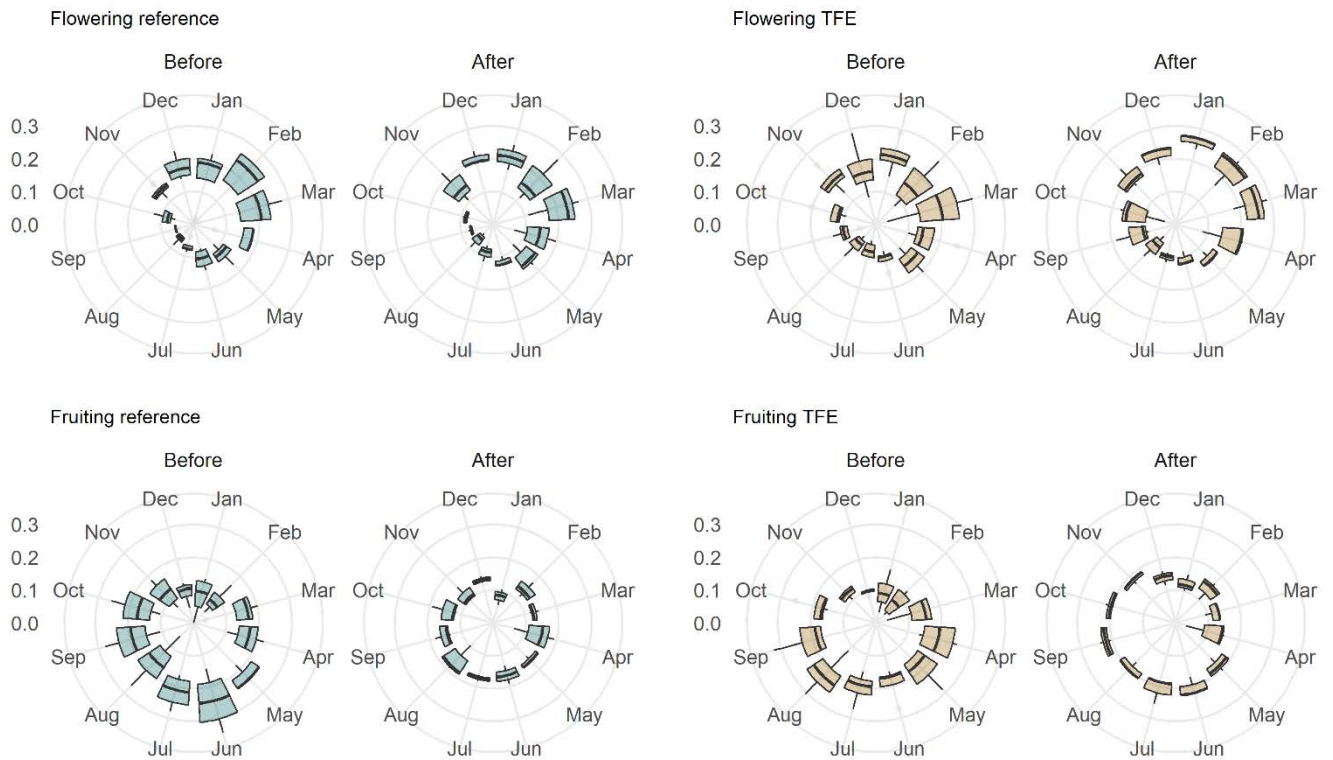 Flowering reference
Flowering TFE
Before
After
Before
After
Dec Jan
Dec Jan
Dec Jan
Dec Jan
0.3
Nov
Feb
Nov
Feb
0.3
Nov
Feb
Nov
Feb
0.2
0.2
Oct
Mar
Oct
Mar
0.1
Oct
Mar
Oct
Mar
0.1
0.0
0.0
Sep
Apr
Sep
Apr
Sep
Apr
Sep
Apr
Aug
May
Aug
May
Aug
May
Aug
May
Jul Jun
Jul Jun
Jul Jun
Jul Jun
Fruiting reference
Fruiting TFE
Before
After
Before
After
Dec Jan
Dec Jan
Dec Jan
Dec Jan
0.3
Nov
Feb
Nov
Feb
0.3
Nov
Feb
Nov
Feb
0.2
0.2
0.1
Oct
Mar
Oct
Mar
0.1
Oct
Mar
Oct
Mar
0.0
0.0
Sep
Apr
Sep
Apr
Sep
Apr
Sep
Apr
Aug
May
Aug
May
Aug
May
Aug
May
Jul Jun
Jul Jun
Jul Jun
Jul Jun